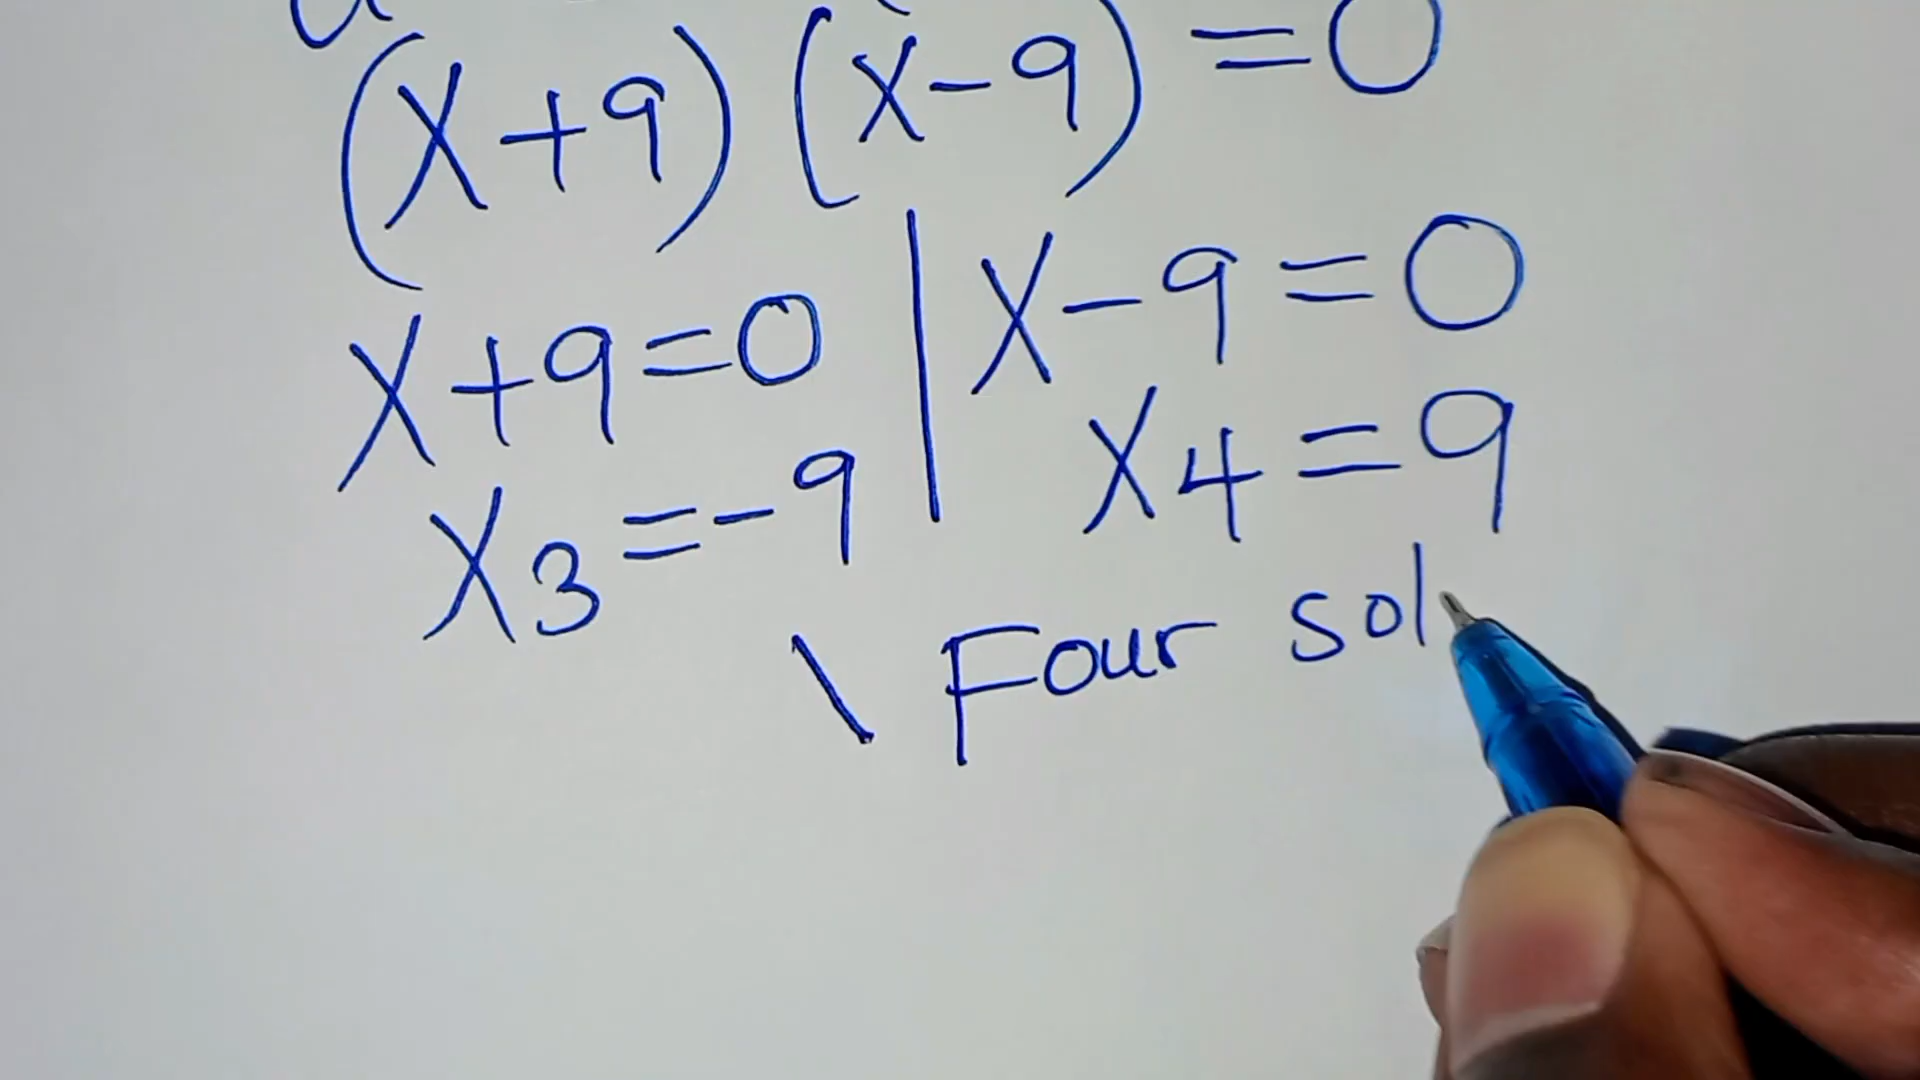 (x+9)(x-9)=0
x+9=0 | x-9=0
x3=-9 | x4=9
\ Four sol